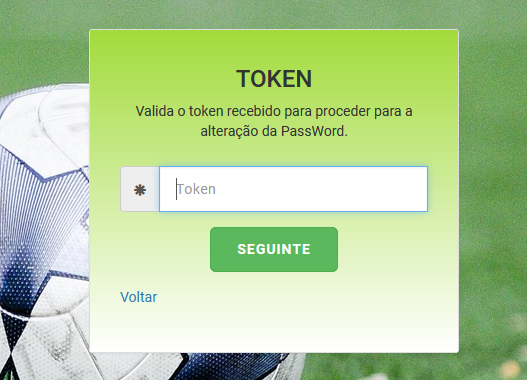 TOKEN
Valida o token recebido para proceder para a
alteração da PassWord.
Token
SEGUINTE
Voltar